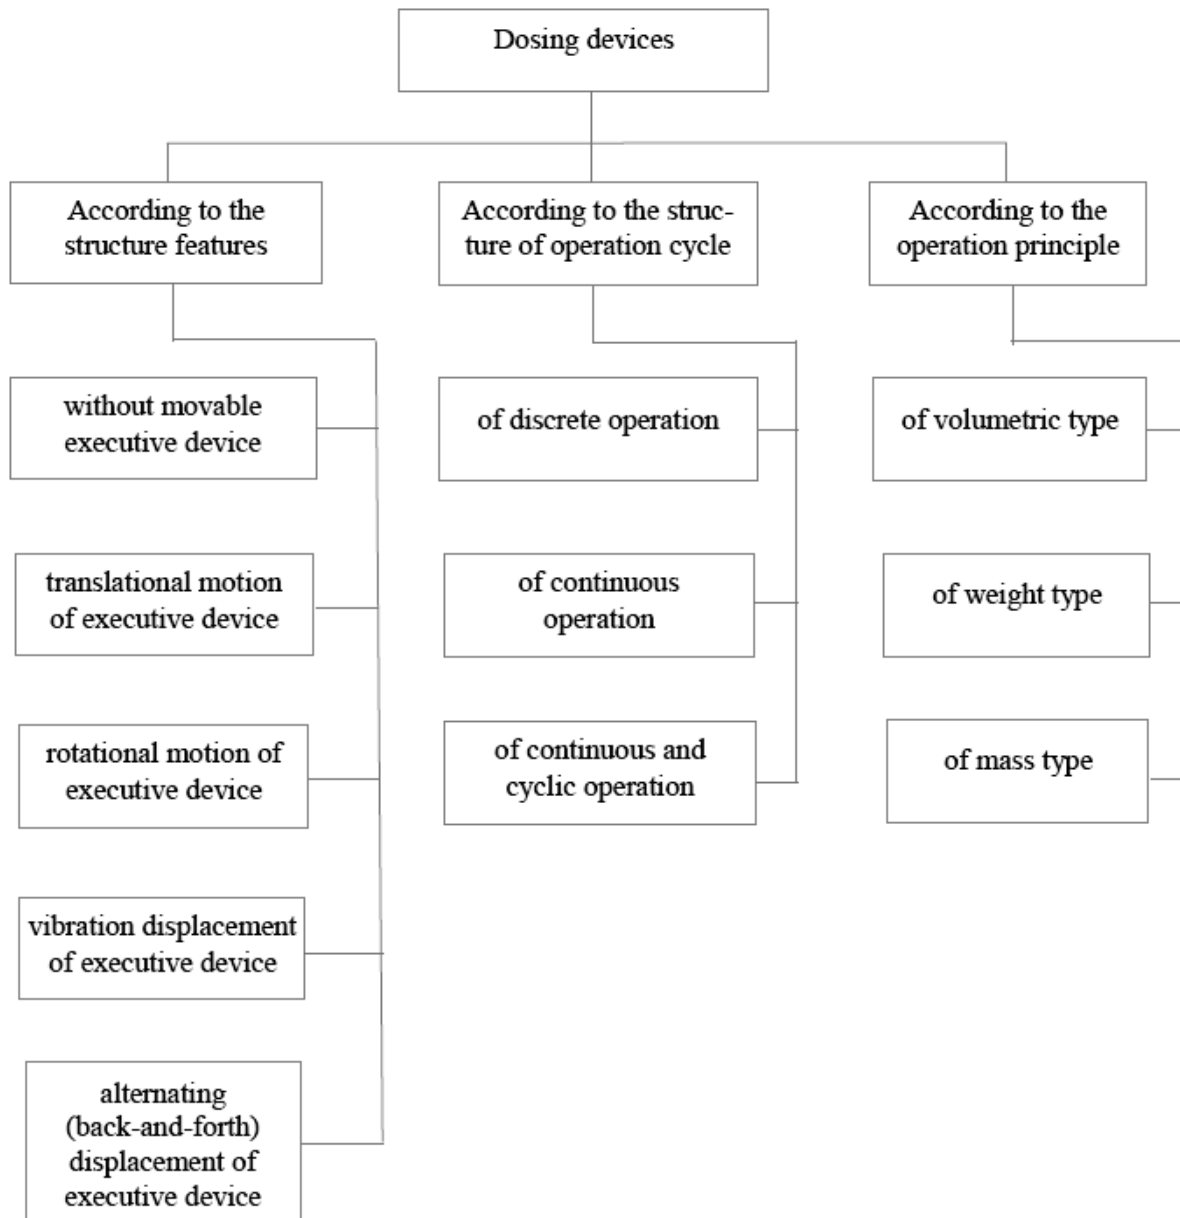 Dosing devices
According to the
structure features
According to the struc-
ture of operation cycle
According to the
operation principle
without movable
executive device
of discrete operation
of volumetric type
translational motion
of executive device
of continuous
operation
of weight type
rotational motion of
executive device
of continuous and
cyclic operation
of mass type
vibration displacement
of executive device
alternating
(back-and-forth)
displacement of
executive device